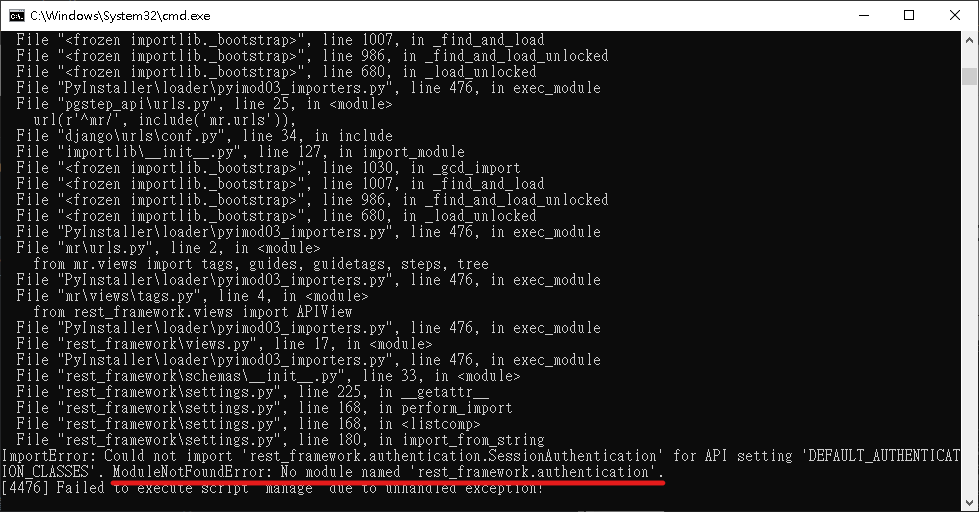 C:\Windows\System32\cmd.exe
File "<frozen importlib._bootstrap>", line 1007, in _find_and_load
File "<frozen importlib._bootstrap>", line 986, in _find_and_load_unlocked
File "<frozen importlib._bootstrap>", line 680, in _load_unlocked
File "PyInstaller\loader\pyimod03_importers.py", line 476, in exec_module
File "pgstep_api\urls.py", line 25, in <module>
url(r'^mr/', include('mr.urls')),
File "django\urls\conf.py", line 34, in include
File "importlib\__init__.py", line 127, in import_module
File "<frozen importlib._bootstrap>", line 1030, in _gcd_import
File "<frozen importlib._bootstrap>", line 1007, in _find_and_load
File "<frozen importlib._bootstrap>", line 986, in _find_and_load_unlocked
File "<frozen importlib._bootstrap>", line 680, in _load_unlocked
File "PyInstaller\loader\pyimod03_importers.py", line 476, in exec_module
File "mr\urls.py", line 2, in <module>
from mr.views import tags, guides, guidetags, steps, tree
File "PyInstaller\loader\pyimod03_importers.py", line 476, in exec_module
File "mr\views\tags.py", line 4, in <module>
from rest_framework.views import APIView
File "PyInstaller\loader\pyimod03_importers.py", line 476, in exec_module
File "rest_framework\views.py", line 17, in <module>
File "PyInstaller\loader\pyimod03_importers.py", line 476, in exec_module
File "rest_framework\schemas\__init__.py", line 33, in <module>
File "rest_framework\settings.py", line 225, in __getattr__
File "rest_framework\settings.py", line 168, in perform_import
File "rest_framework\settings.py", line 168, in <listcomp>
File "rest_framework\settings.py", line 180, in import_from_string
ImportError: Could not import 'rest_framework.authentication.SessionAuthentication' for API setting 'DEFAULT_AUTHENTICAT
ION_CLASSES'. ModuleNotFoundError: No module named 'rest_framework.authentication'.
[4476] Failed to execute script 'manage' due to unhandled exception!